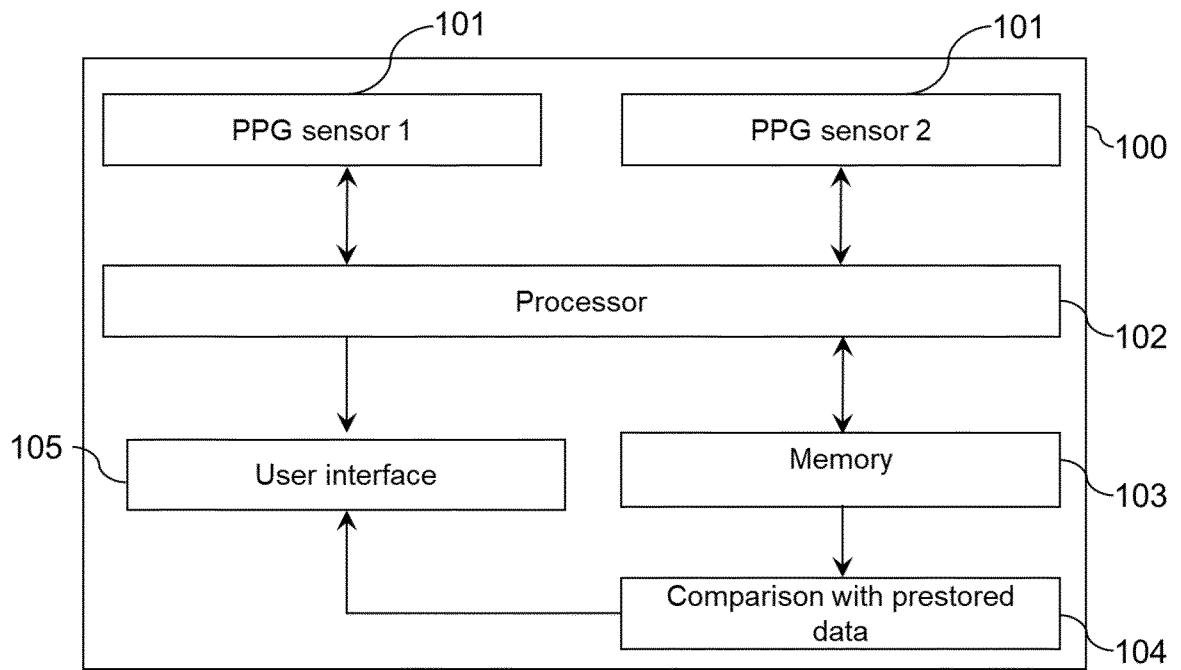 101
101
PPG sensor 1
PPG sensor 2
100
Processor
102
105
User interface
Memory
103
Comparison with prestored
data
104